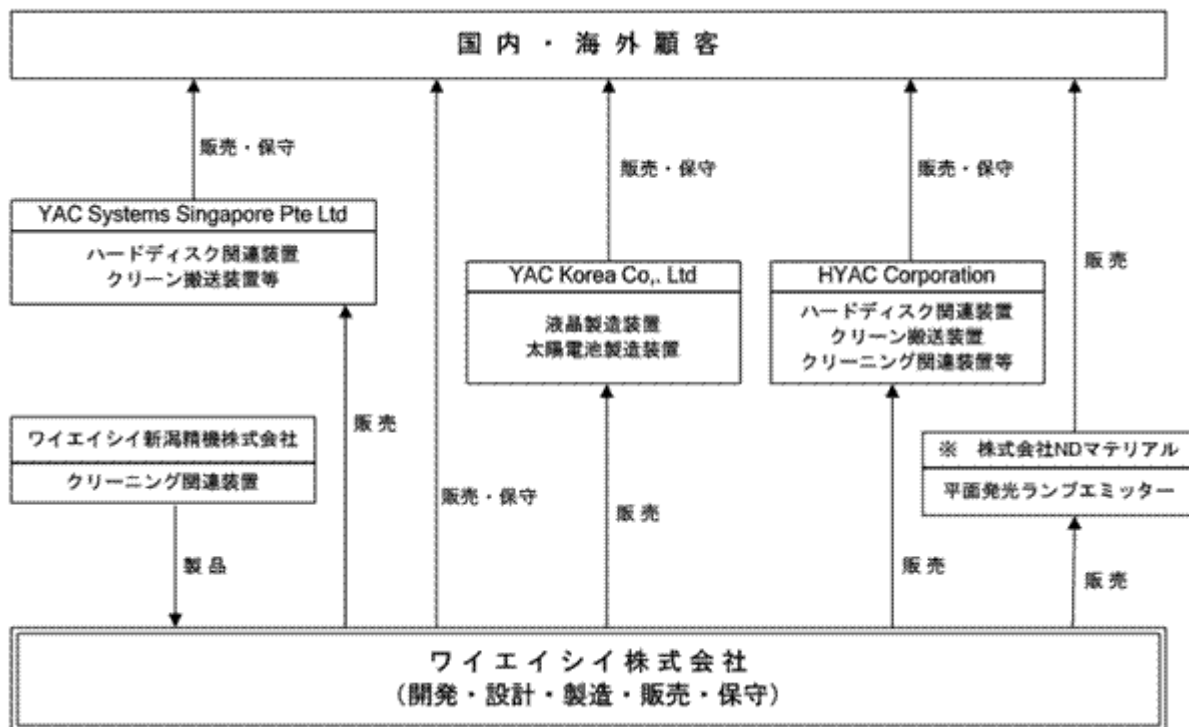 国内・海外顧客
販売・保守
販売・保守
販売・保守
YAC Systems Singapore Pte Ltd
ハードディスク関連装置
クリーン搬送装置等
販売
YAC Korea Co,. Ltd
液晶製造装置
太陽電池製造装置
HYAC Corporation
ハードディスク関連装置
クリーン搬送装置
クリーニング関連装置等
ワイエイシイ新潟精機株式会社
クリーニング関連装置
販売
※ 株式会社NDマテリアル
平面発光ランプエミッター
販売・保守
販売
製品
販売
販売
ワイエイシイ株式会社
（開発・設計・製造・販売・保守）